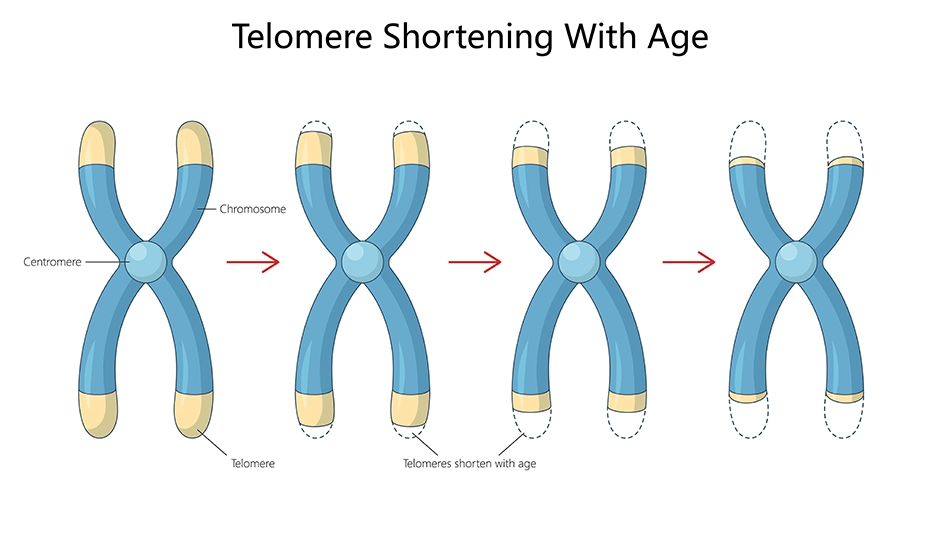 Telomere Shortening With Age
Chromosome
Centromere
Telomere
Telomeres shorten with age